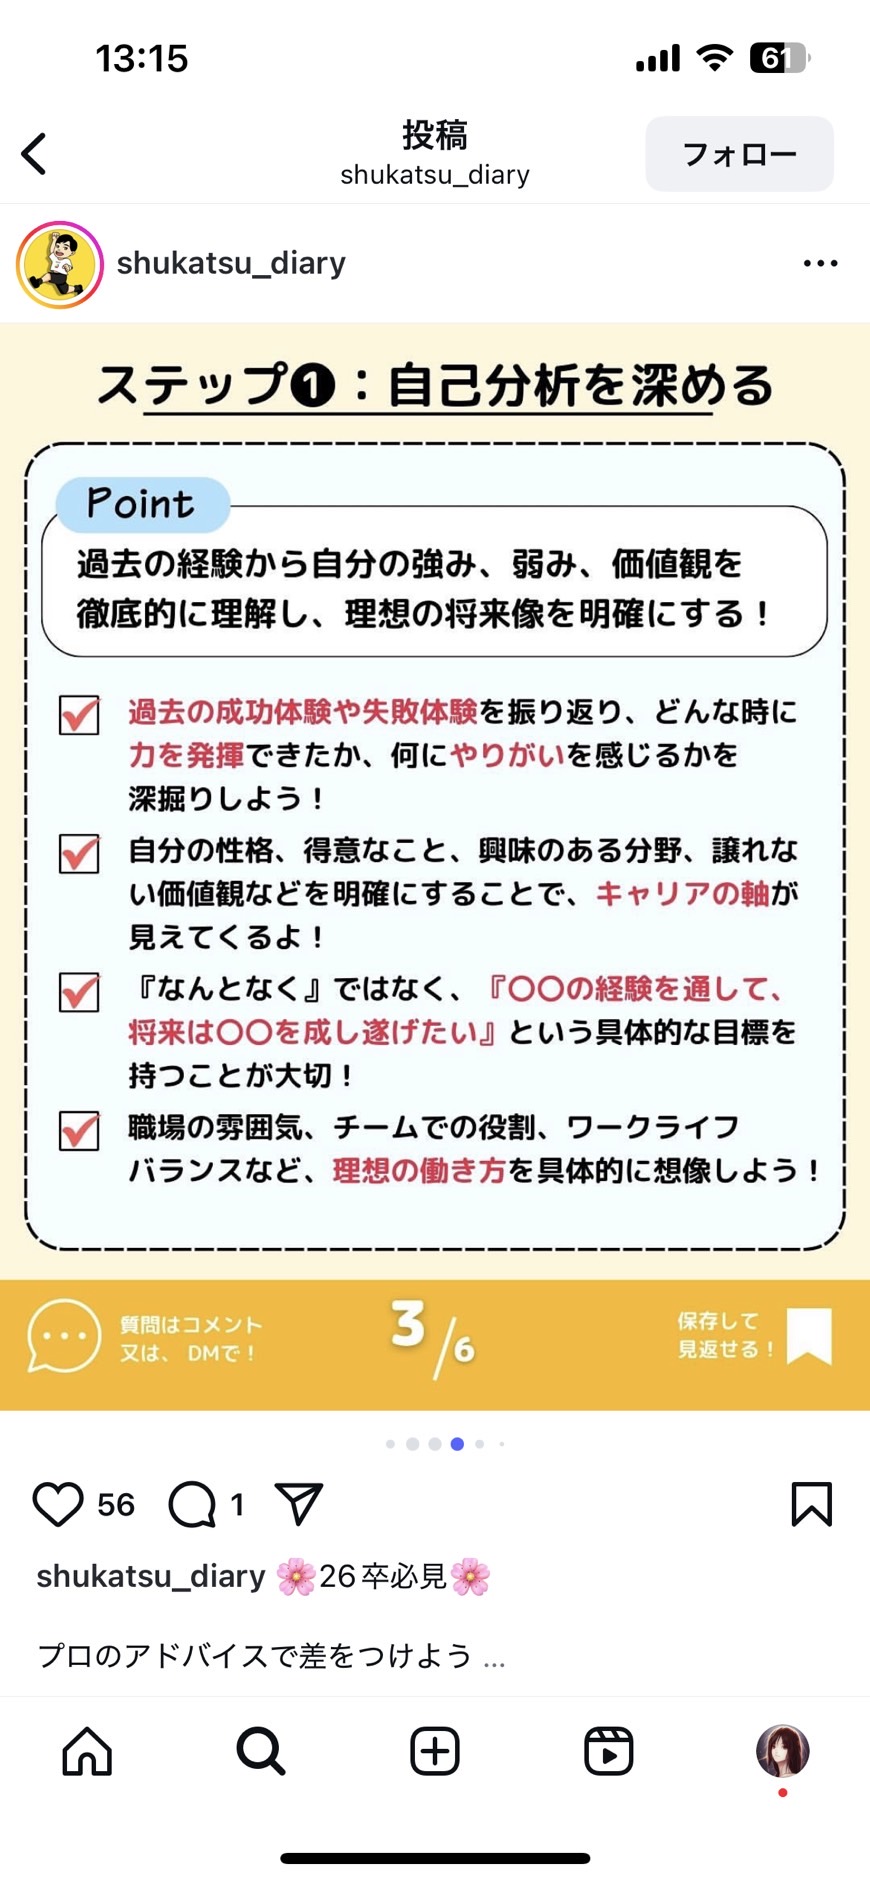 13:15
61
投稿
shukatsu_diary
フォロー
shukatsu_diary
ステップ❶：自己分析を深める
Point
過去の経験から自分の強み、弱み、価値観を
徹底的に理解し、理想の将来像を明確にする！
過去の成功体験や失敗体験を振り返り、どんな時に
力を発揮できたか、何にやりがいを感じるかを
深掘りしよう！
自分の性格、得意なこと、興味のある分野、譲れな
い価値観などを明確にすることで、キャリアの軸が
見えてくるよ！
『なんとなく』ではなく、『〇〇の経験を通して、
将来は〇〇を成し遂げたい』という具体的な目標を
持つことが大切！
職場の雰囲気、チームでの役割、ワークライフ
バランスなど、理想の働き方を具体的に想像しよう！
質問はコメント
又は、 DMで！
3/6
保存して
見返せる！
56
1
shukatsu_diary 🌸26卒必見🌸
プロのアドバイスで差をつけよう ...